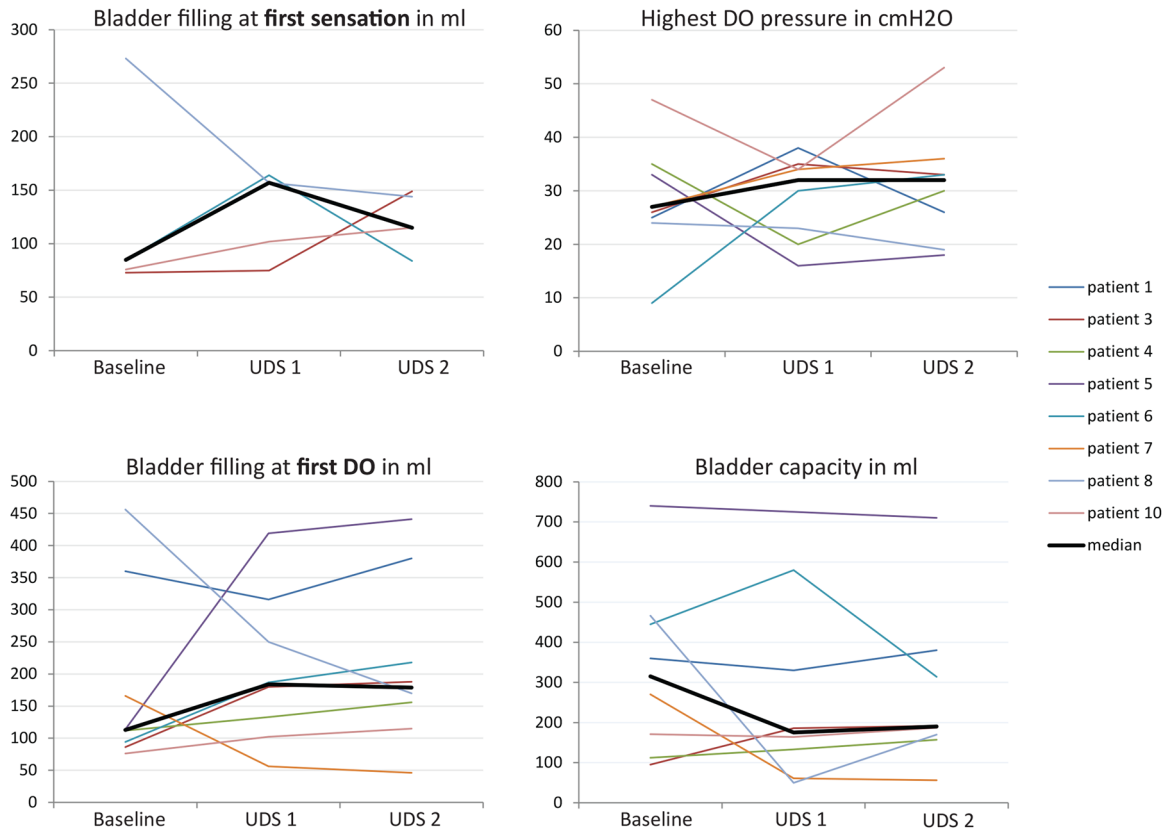 Bladder filling at first sensation in ml
300
250
200
150
100
50
0
Baseline UDS 1 UDS 2
Highest DO pressure in cmH2O
60
50
40
30
20
10
0
Baseline UDS 1 UDS 2
patient 1
patient 3
patient 4
patient 5
patient 6
patient 7
patient 8
patient 10
median
Bladder filling at first DO in ml
500
450
400
350
300
250
200
150
100
50
0
Baseline UDS 1 UDS 2
Bladder capacity in ml
800
700
600
500
400
300
200
100
0
Baseline UDS 1 UDS 2